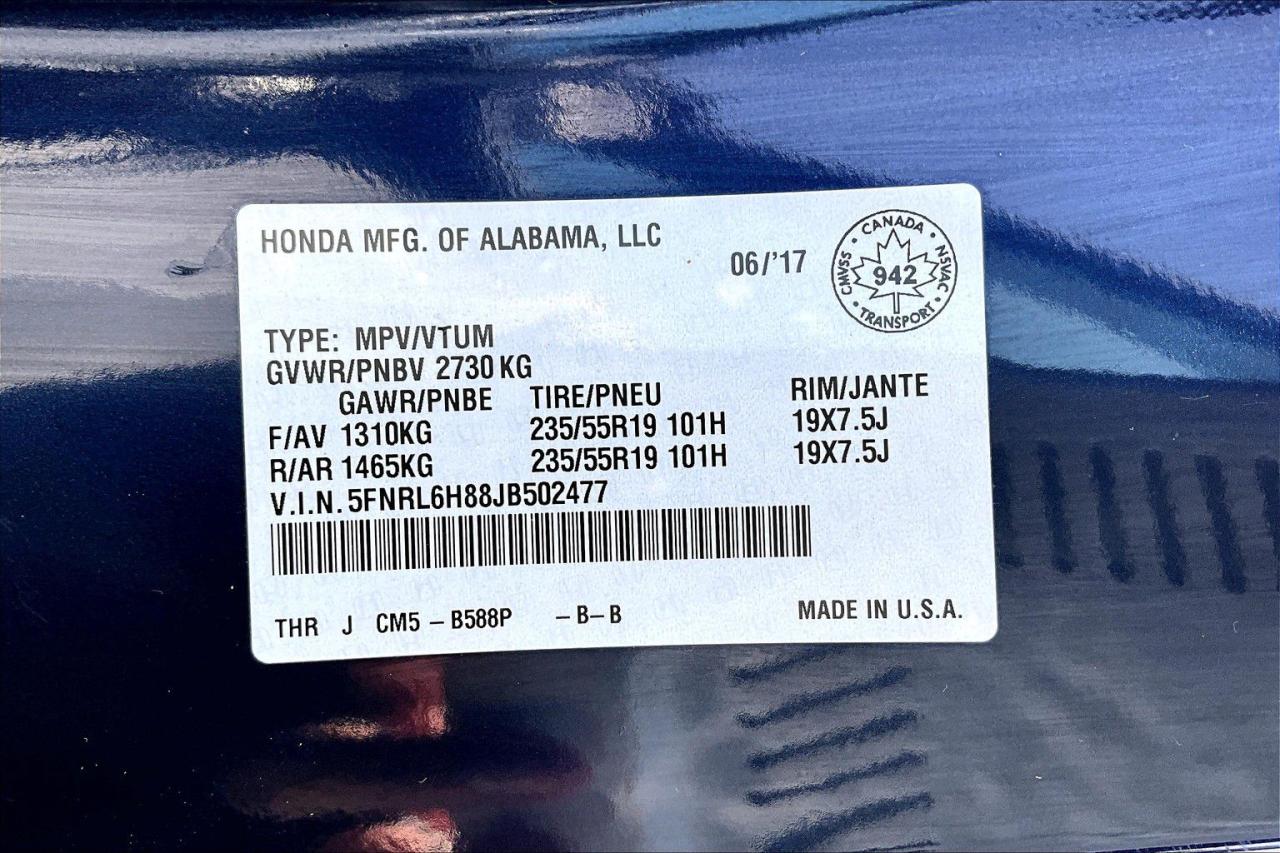 HONDA MFG. OF ALABAMA, LLC
06/'17
CANADA
CMVSS 942 NSVAC
TRANSPORT
TYPE: MPV/VTUM
GVWR/PNBV 2730 KG
GAWR/PNBE TIRE/PNEU RIM/JANTE
F/AV 1310KG 235/55R19 101H 19X7.5J
R/AR 1465KG 235/55R19 101H 19X7.5J
V.I.N. 5FNRL6H88JB502477
THR J CM5 – B588P –B–B MADE IN U.S.A.